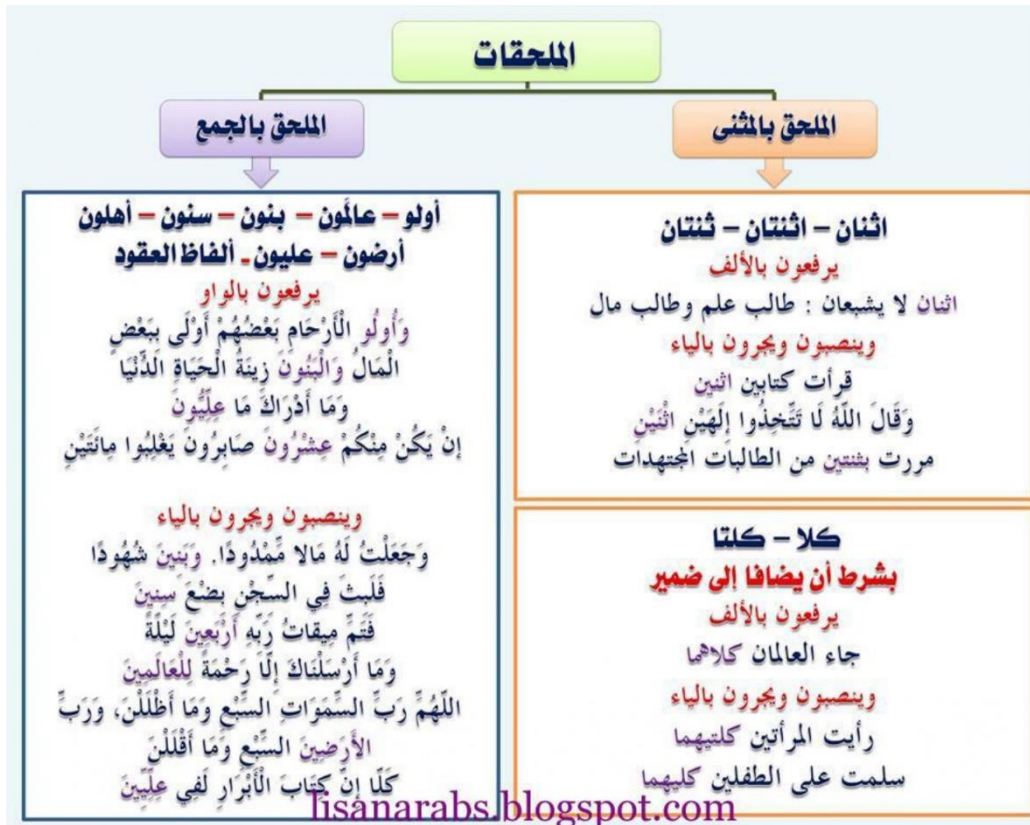 الملحقات
الملحق بالمثنى
اثنان – اثنتان – ثنتان
يرفعون بالألف
اثنان لا يشبعان : طالب علم وطالب مال
وينصبون ويجرون بالياء
قرأت كتابين اثنين
وَقَالَ اللَّهُ لَا تَتَّخِذُوا إِلَهَيْنِ اثْنَيْنِ
مررت بثنتين من الطالبات المجتهدات
كلا – كلتا
بشرط أن يضافا إلى ضمير
يرفعون بالألف
جاء العالمان كلاهما
وينصبون ويجرون بالياء
رأيت المرأتين كلتيهما
سلمت على الطفلين كليهما
الملحق بالجمع
أولو – عالَمون – بنون – سنون – أهلون
أرضون – عليون - ألفاظ العقود
يرفعون بالواو
وَأُولُو الْأَرْحَامِ بَعْضُهُمْ أَوْلَى بِبَعْضٍ
الْمَالُ وَالْبَنُونَ زِينَةُ الْحَيَاةِ الدُّنْيَا
وَمَا أَدْرَاكَ مَا عِلِّيُّونَ
إِنْ يَكُنْ مِنْكُمْ عِشْرُونَ صَابِرُونَ يَغْلِبُوا مِائَتَيْنِ
وينصبون ويجرون بالياء
وَجَعَلْتُ لَهُ مَالا مَّمْدُودًا. وَبَنِينَ شُهُودًا
فَلَبِثَ فِي السِّجْنِ بِضْعَ سِنِينَ
فَتَمَّ مِيقَاتُ رَبِّهِ أَرْبَعِينَ لَيْلَةً
وَمَا أَرْسَلْنَاكَ إِلَّا رَحْمَةً لِلْعَالَمِينَ
اللَّهُمَّ رَبَّ السَّمَوَاتِ السَّبْعِ وَمَا أَظْلَلْنَ، وَرَبَّ
الأَرَضِينَ السَّبْعِ وَمَا أَقْلَلْنَ
كَلَّا إِنَّ كِتَابَ الْأَبْرَارِ لَفِي عِلِّيِّينَ
lisanarabs.blogspot.com